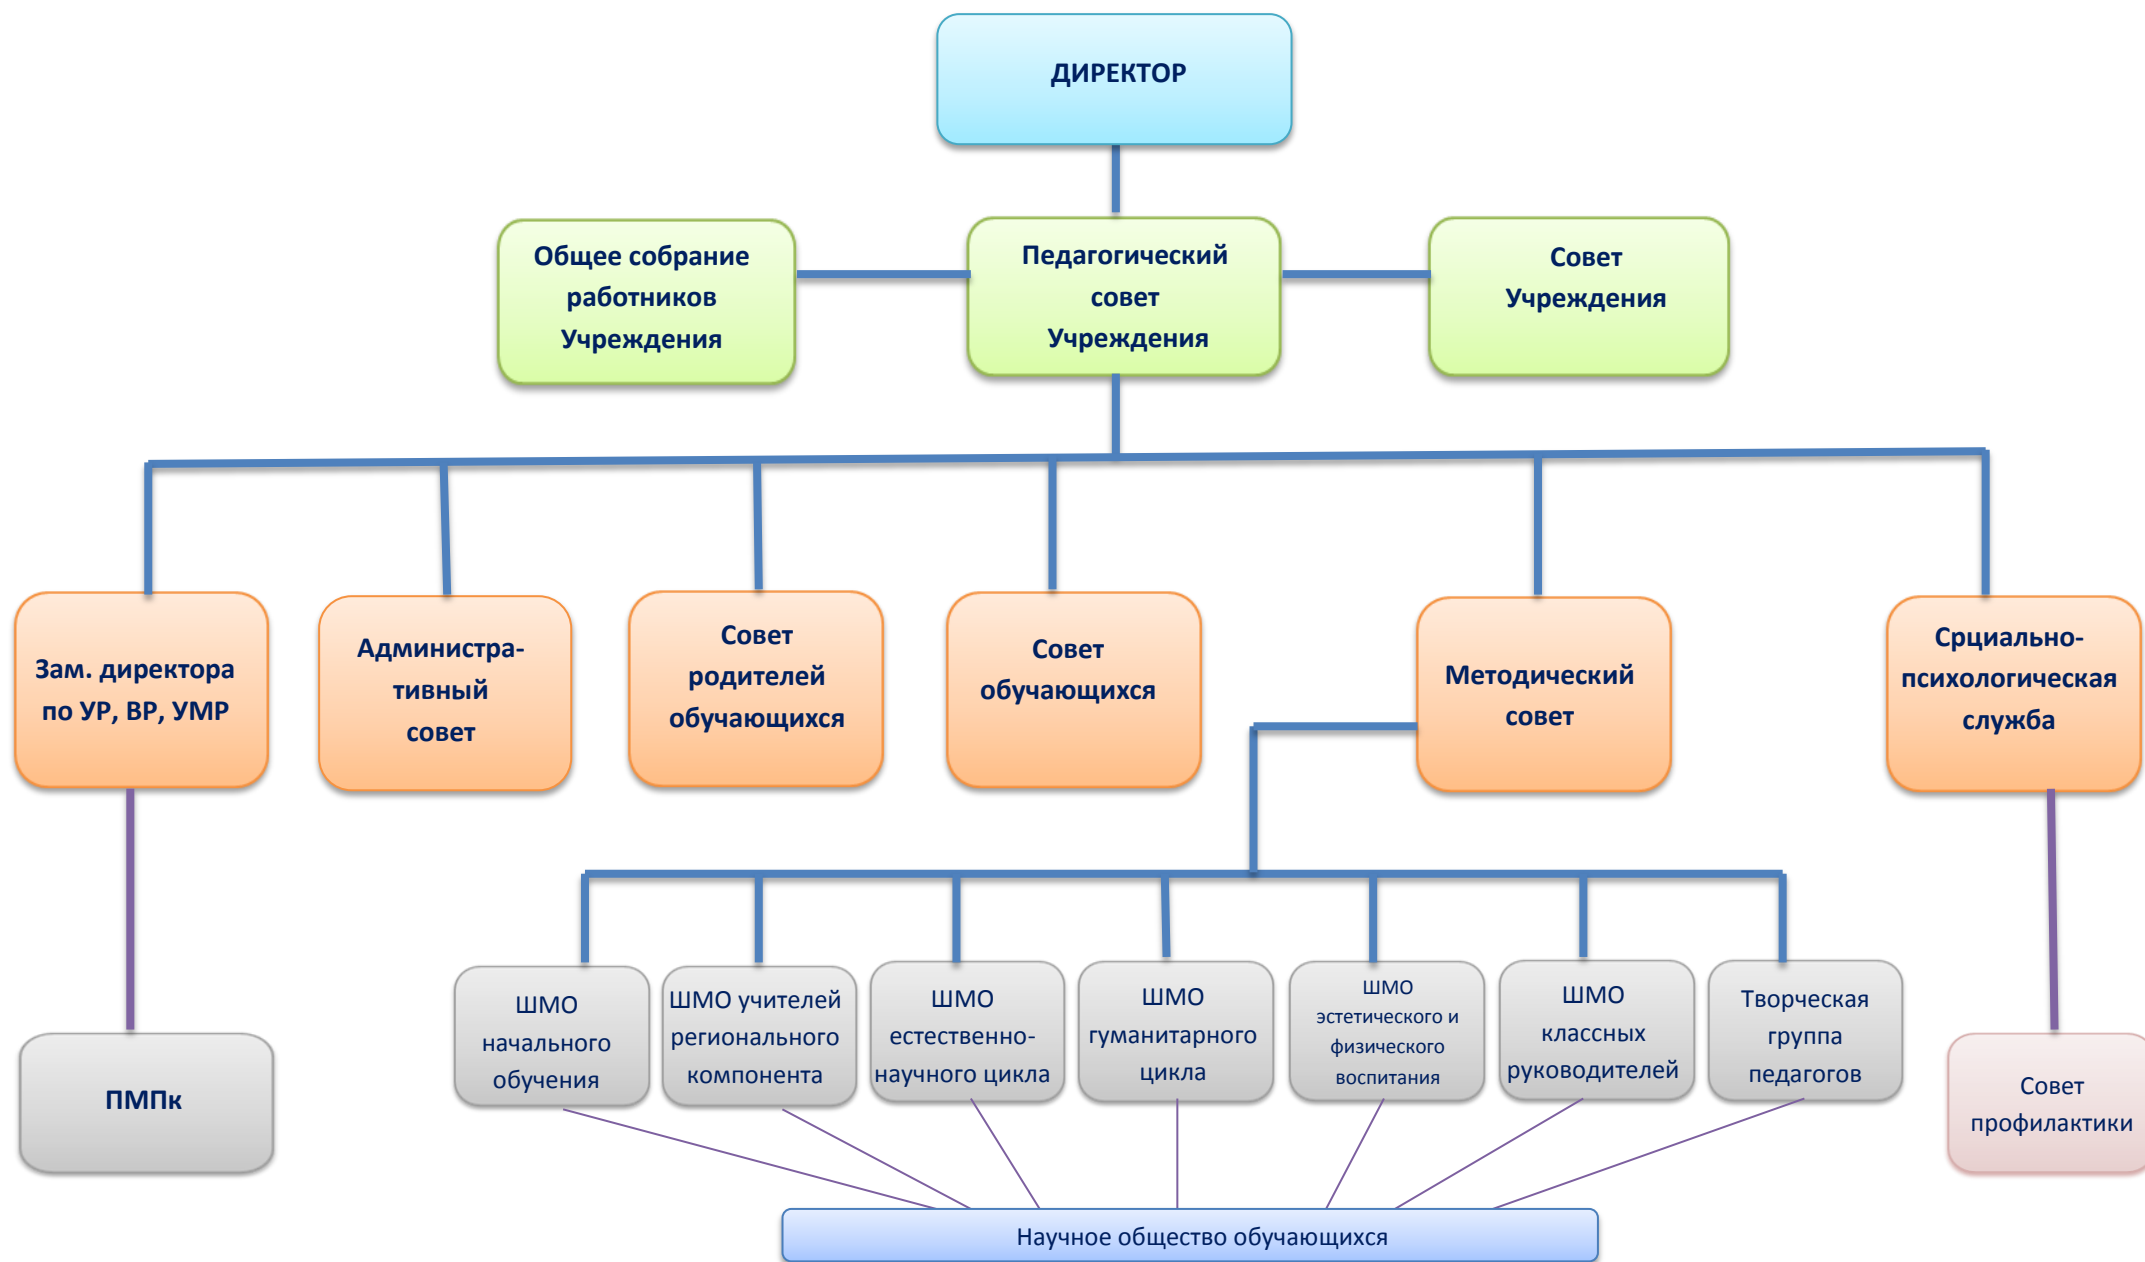 ДИРЕКТОР
Общее собрание
работников
Учреждения
Педагогический
совет
Учреждения
Совет
Учреждения
Зам. директора
по УР, ВР, УМР
Администра-
тивный
совет
Совет
родителей
обучающихся
Совет
обучающихся
Методический
совет
Срциально-
психологическая
служба
ПМПк
ШМО
начального
обучения
ШМО учителей
регионального
компонента
ШМО
естественно-
научного цикла
ШМО
гуманитарного
цикла
ШМО
эстетического и
физического
воспитания
ШМО
классных
руководителей
Творческая
группа
педагогов
Совет
профилактики
Научное общество обучающихся